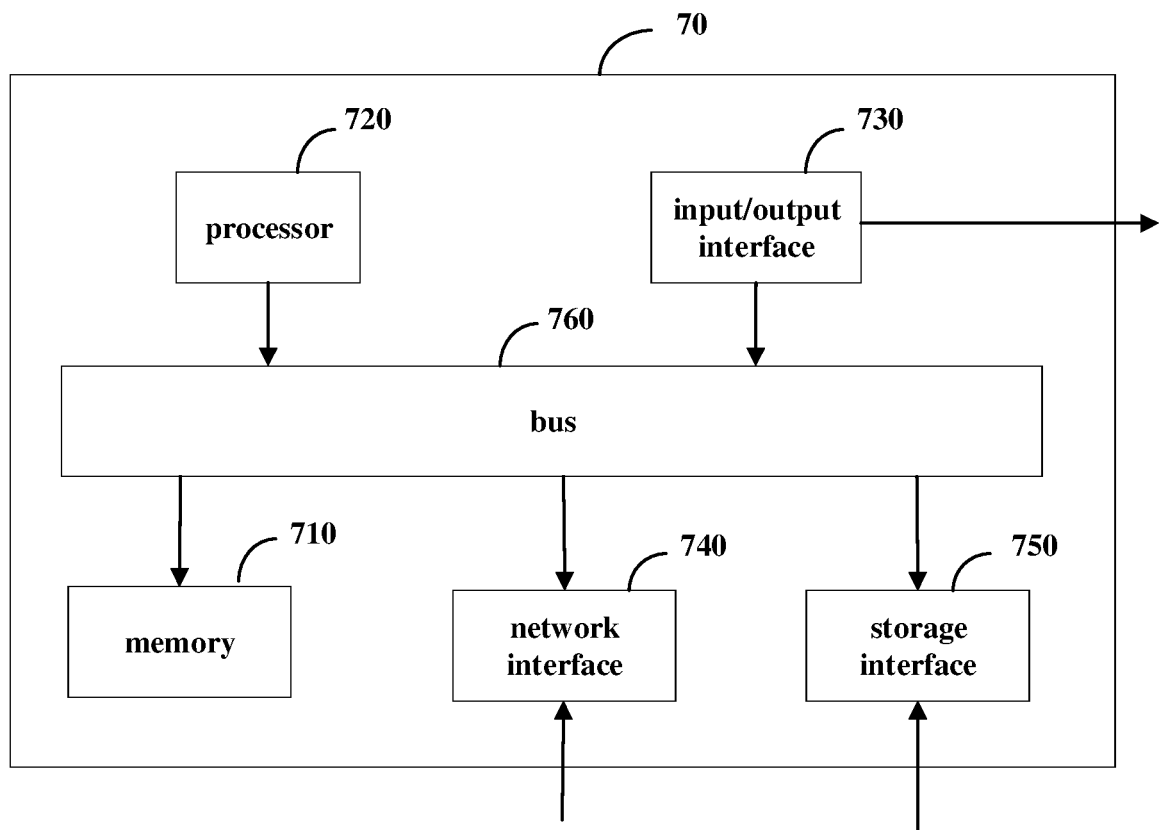 70
720
730
processor
input/output
interface
760
bus
710
740
750
memory
network
interface
storage
interface